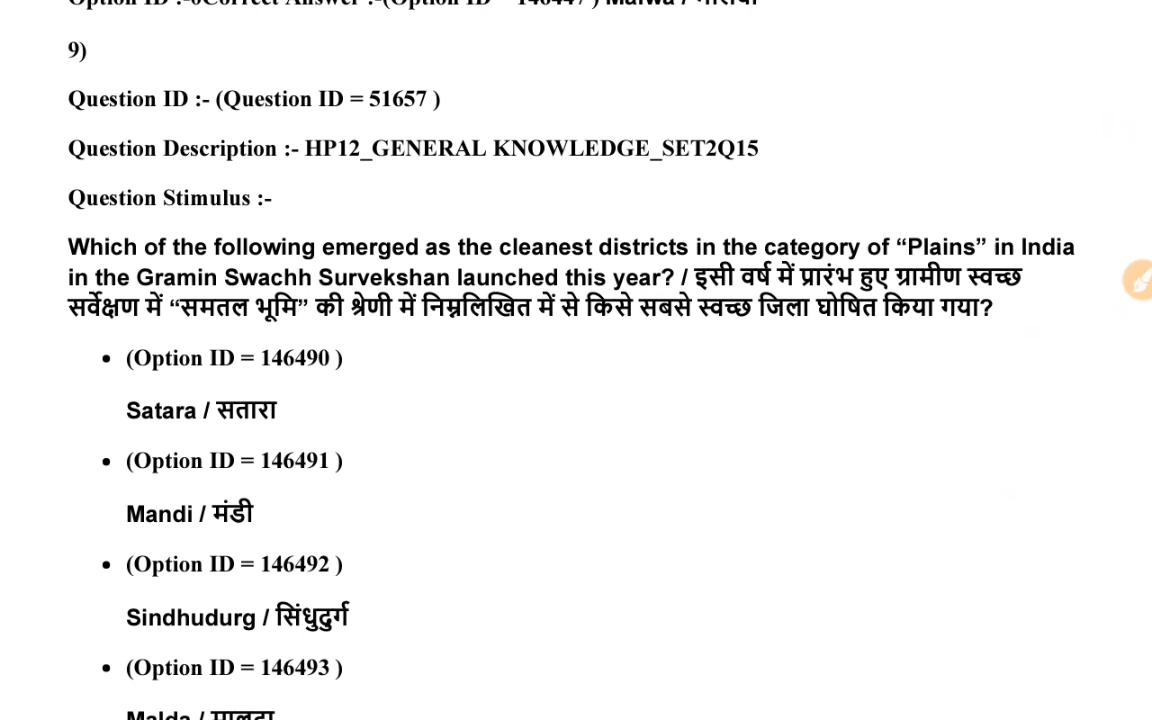 9)
Question ID :- (Question ID = 51657 )
Question Description :- HP12_GENERAL KNOWLEDGE_SET2Q15
Question Stimulus :-
Which of the following emerged as the cleanest districts in the category of “Plains” in India
in the Gramin Swachh Survekshan launched this year? / इसी वर्ष में प्रारंभ हुए ग्रामीण स्वच्छ
सर्वेक्षण में “समतल भूमि” की श्रेणी में निम्नलिखित में से किसे सबसे स्वच्छ जिला घोषित किया गया?
• (Option ID = 146490 )
Satara / सतारा
• (Option ID = 146491 )
Mandi / मंडी
• (Option ID = 146492 )
Sindhudurg / सिंधुदुर्ग
• (Option ID = 146493 )
Malda / मालदा